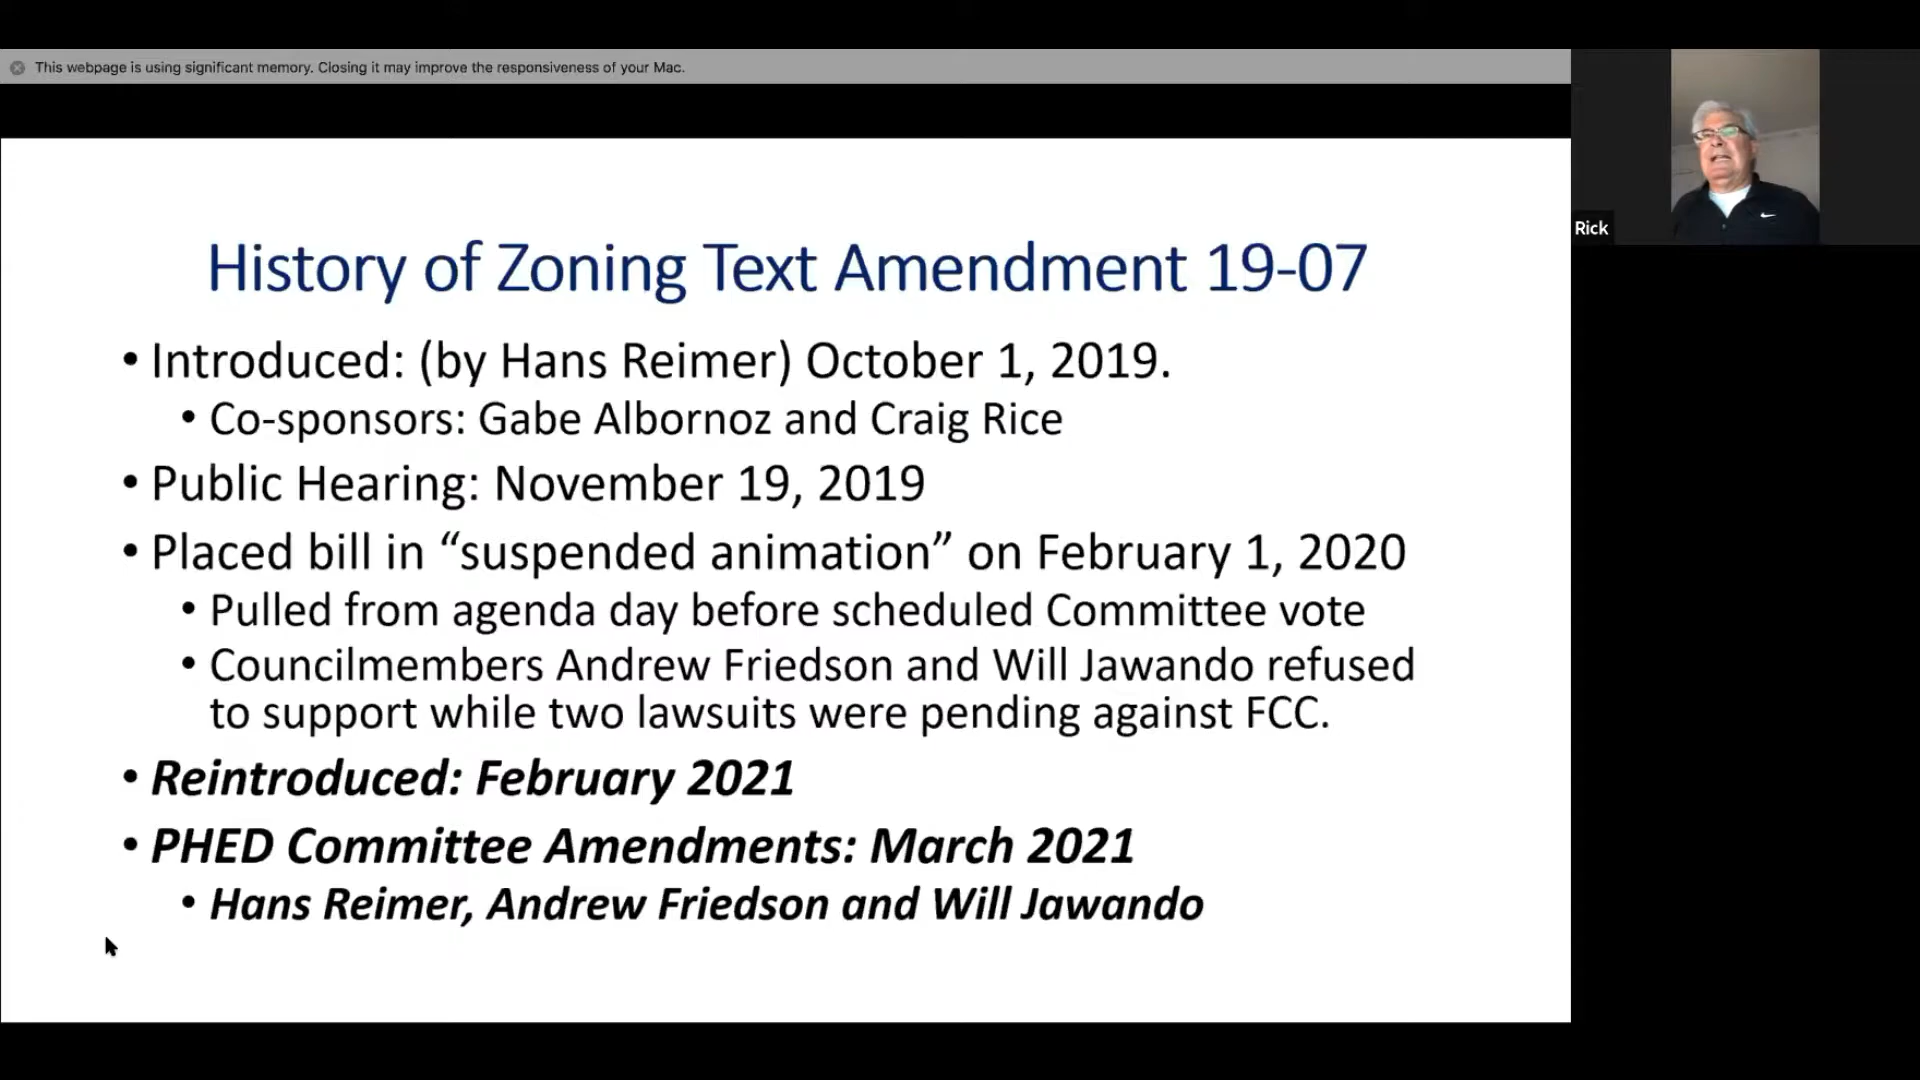 This webpage is using significant memory. Closing it may improve the responsiveness of your Mac.
Rick
History of Zoning Text Amendment 19-07
• Introduced: (by Hans Reimer) October 1, 2019.
• Co-sponsors: Gabe Albornoz and Craig Rice
• Public Hearing: November 19, 2019
• Placed bill in “suspended animation” on February 1, 2020
• Pulled from agenda day before scheduled Committee vote
• Councilmembers Andrew Friedson and Will Jawando refused
to support while two lawsuits were pending against FCC.
• Reintroduced: February 2021
• PHED Committee Amendments: March 2021
• Hans Reimer, Andrew Friedson and Will Jawando